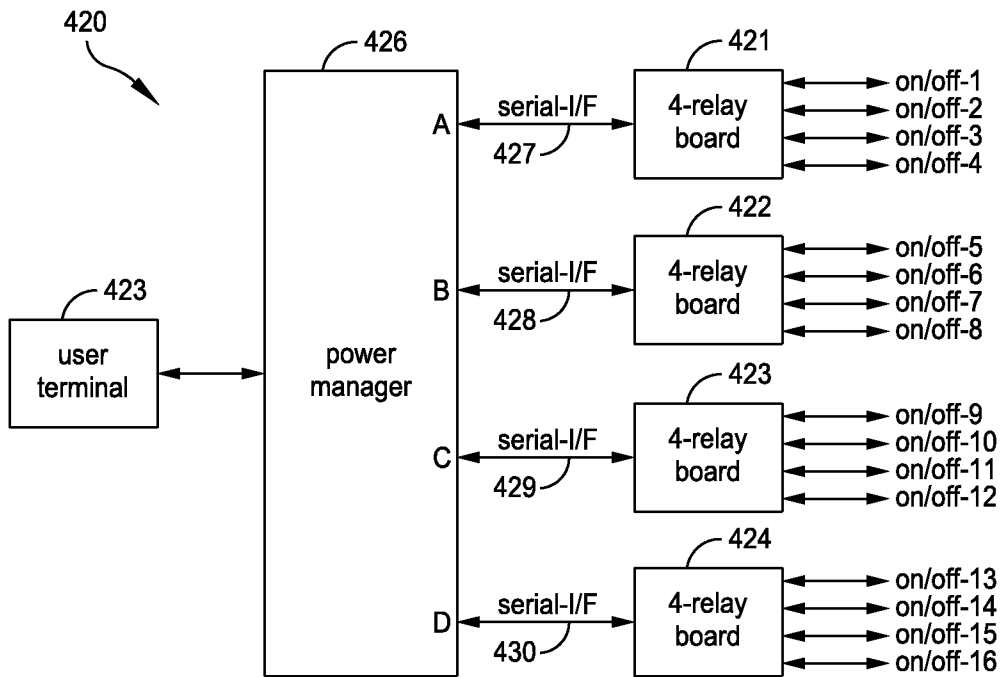 420
426
421
A
serial-I/F
427
4-relay
board
on/off-1
on/off-2
on/off-3
on/off-4
422
B
serial-I/F
428
4-relay
board
on/off-5
on/off-6
on/off-7
on/off-8
423
user
terminal
power
manager
423
C
serial-I/F
429
4-relay
board
on/off-9
on/off-10
on/off-11
on/off-12
424
D
serial-I/F
430
4-relay
board
on/off-13
on/off-14
on/off-15
on/off-16